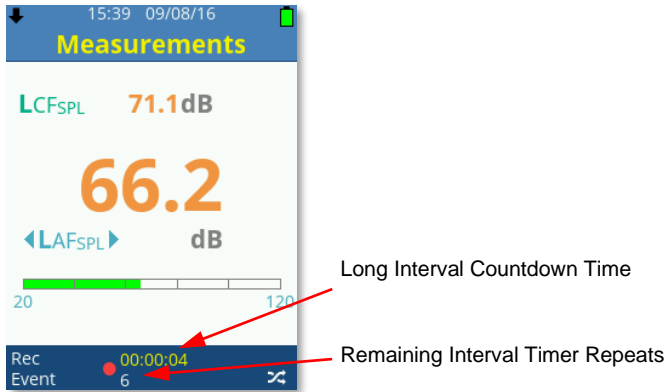 15:39 09/08/16
Measurements
LCFSPL 71.1dB
66.2
LAFSPL dB
20 120
Long Interval Countdown Time
Rec 00:00:04
Event 6
Remaining Interval Timer Repeats